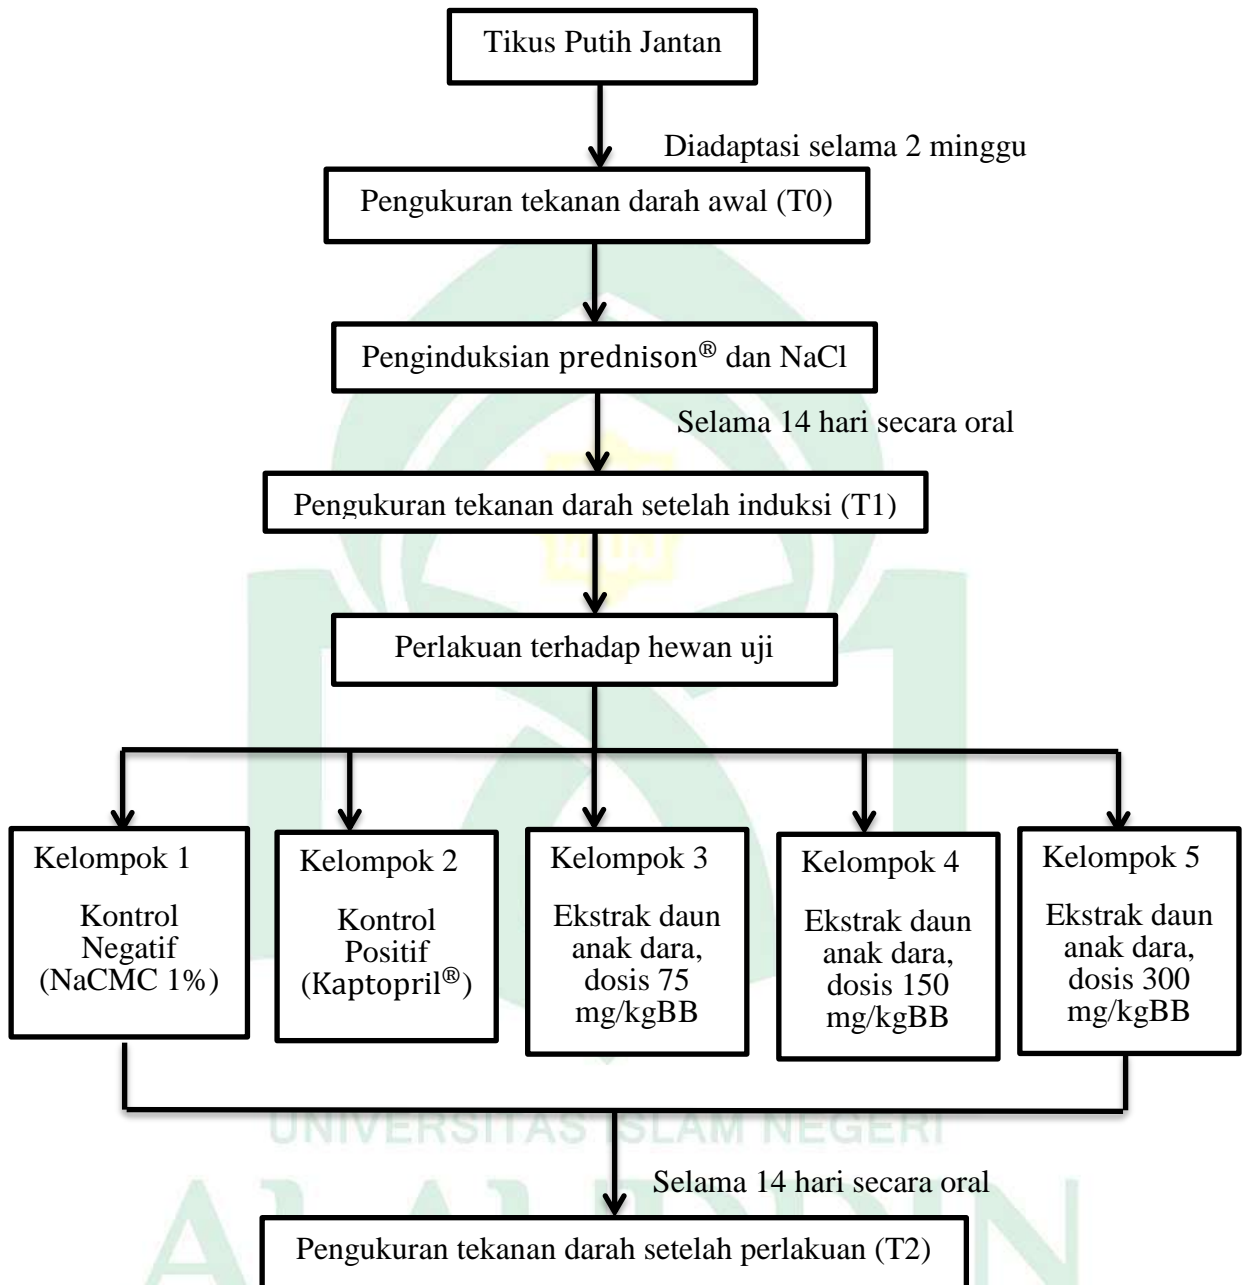 Tikus Putih Jantan
Diadaptasi selama 2 minggu
Pengukuran tekanan darah awal (T0)
Penginduksian prednison® dan NaCl
Selama 14 hari secara oral
Pengukuran tekanan darah setelah induksi (T1)
Perlakuan terhadap hewan uji
Kelompok 1
Kontrol
Negatif
(NaCMC 1%)
Kelompok 2
Kontrol
Positif
(Kaptopril®)
Kelompok 3
Ekstrak daun
anak dara,
dosis 75
mg/kgBB
Kelompok 4
Ekstrak daun
anak dara,
dosis 150
mg/kgBB
Kelompok 5
Ekstrak daun
anak dara,
dosis 300
mg/kgBB
UNIVERSITAS ISLAM NEGERI
Selama 14 hari secara oral
ALAUDDIN
Pengukuran tekanan darah setelah perlakuan (T2)